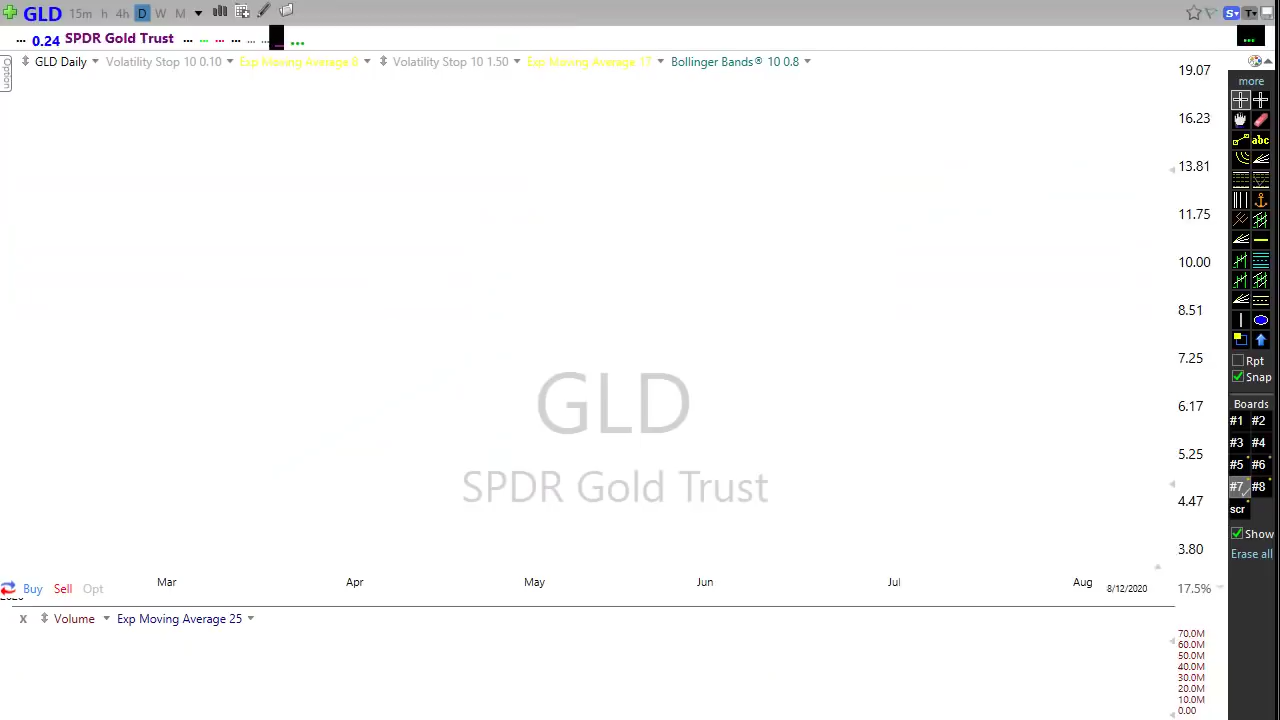 GLD 15m h 4h D W M S T
... 0.24 SPDR Gold Trust ... ... ... ... ... ... ... ...
Option
GLD Daily Volatility Stop 10 0.10 Exp Moving Average 8 Volatility Stop 10 1.50 Exp Moving Average 17 Bollinger Bands® 10 0.8
19.07
more
16.23
abc
13.81
11.75
10.00
8.51
7.25
Rpt
Snap
6.17
Boards
#1 #2
#3 #4
5.25
#5 #6
#7 #8
4.47
scr
GLD
SPDR Gold Trust
Show
3.80
Erase all
Mar Apr May Jun Jul Aug
Buy Sell Opt 8/12/2020 17.5%
x Volume Exp Moving Average 25
70.0M
60.0M
50.0M
40.0M
30.0M
20.0M
10.0M
0.00